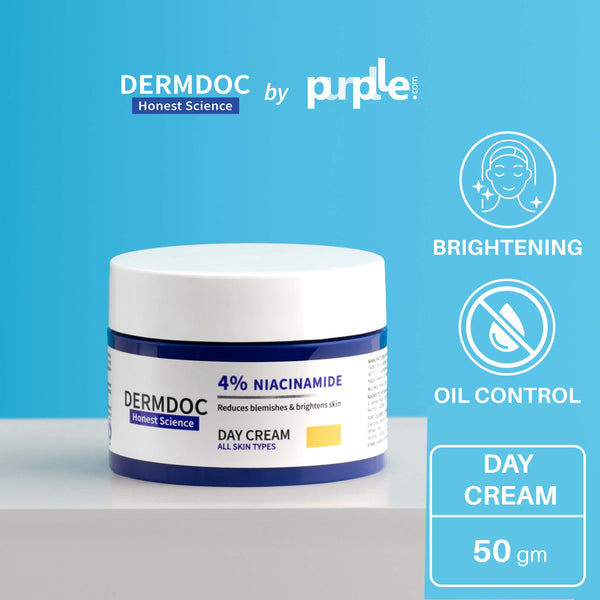 DERMDOC
Honest Science
by
purplle.com
BRIGHTENING
OIL CONTROL
4% NIACINAMIDE
Reduces blemishes & brightens skin
DERMDOC
Honest Science
DAY CREAM
ALL SKIN TYPES
DAY
CREAM
50 gm